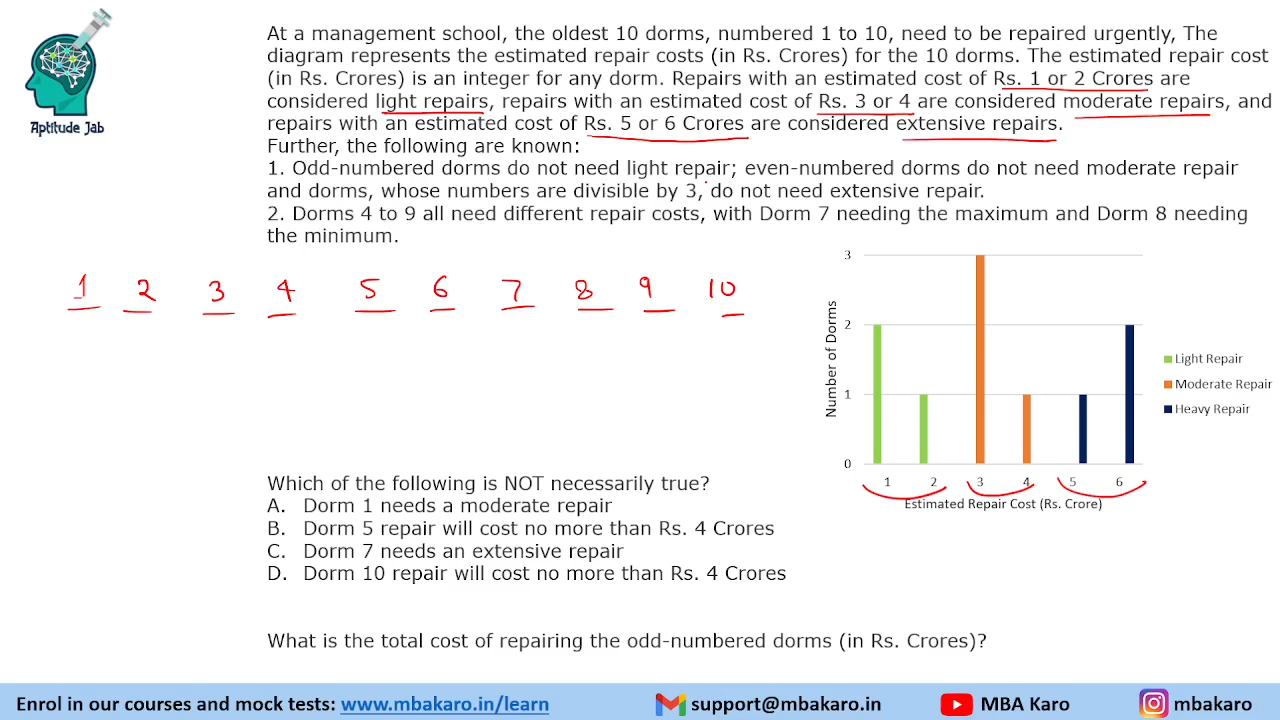 At a management school, the oldest 10 dorms, numbered 1 to 10, need to be repaired urgently, The
diagram represents the estimated repair costs (in Rs. Crores) for the 10 dorms. The estimated repair cost
(in Rs. Crores) is an integer for any dorm. Repairs with an estimated cost of Rs. 1 or 2 Crores are
considered light repairs, repairs with an estimated cost of Rs. 3 or 4 are considered moderate repairs, and
repairs with an estimated cost of Rs. 5 or 6 Crores are considered extensive repairs.
Further, the following are known:
1. Odd-numbered dorms do not need light repair; even-numbered dorms do not need moderate repair
and dorms, whose numbers are divisible by 3, do not need extensive repair.
2. Dorms 4 to 9 all need different repair costs, with Dorm 7 needing the maximum and Dorm 8 needing
the minimum.
Aptitude Jab
1 2 3 4 5 6 7 8 9 10
3
2
1
0
Number of Dorms
1 2 3 4 5 6
Estimated Repair Cost (Rs. Crore)
Light Repair
Moderate Repair
Heavy Repair
Which of the following is NOT necessarily true?
A. Dorm 1 needs a moderate repair
B. Dorm 5 repair will cost no more than Rs. 4 Crores
C. Dorm 7 needs an extensive repair
D. Dorm 10 repair will cost no more than Rs. 4 Crores
What is the total cost of repairing the odd-numbered dorms (in Rs. Crores)?
Enrol in our courses and mock tests: www.mbakaro.in/learn support@mbakaro.in MBA Karo mbakaro